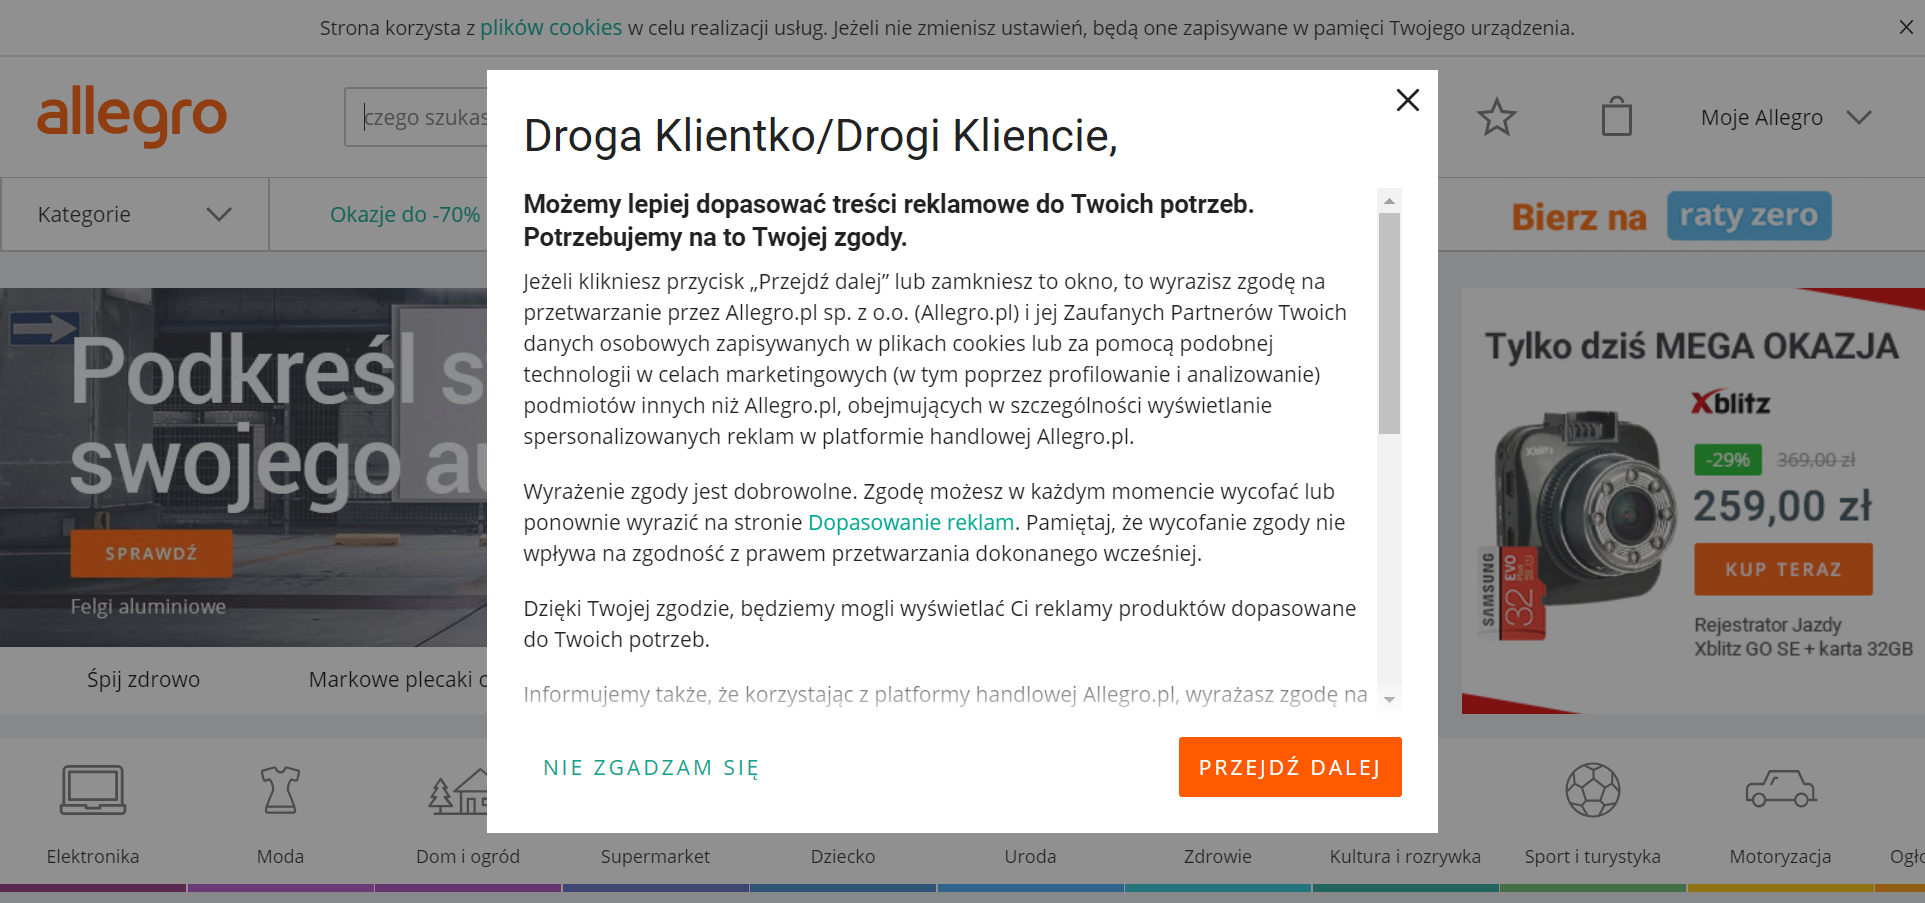 Strona korzysta z plików cookies w celu realizacji usług. Jeżeli nie zmienisz ustawień, będą one zapisywane w pamięci Twojego urządzenia.
allegro
czego szukas
Moje Allegro
Kategorie
Okazje do -70%
Bierz na raty zero
Droga Klientko/Drogi Kliencie,
Możemy lepiej dopasować treści reklamowe do Twoich potrzeb.
Potrzebujemy na to Twojej zgody.
Jeżeli klikniesz przycisk „Przejdź dalej” lub zamkniesz to okno, to wyrazisz zgodę na
przetwarzanie przez Allegro.pl sp. z o.o. (Allegro.pl) i jej Zaufanych Partnerów Twoich
danych osobowych zapisywanych w plikach cookies lub za pomocą podobnej
technologii w celach marketingowych (w tym poprzez profilowanie i analizowanie)
podmiotów innych niż Allegro.pl, obejmujących w szczególności wyświetlanie
spersonalizowanych reklam w platformie handlowej Allegro.pl.
Wyrażenie zgody jest dobrowolne. Zgodę możesz w każdym momencie wycofać lub
ponownie wyrazić na stronie Dopasowanie reklam. Pamiętaj, że wycofanie zgody nie
wpływa na zgodność z prawem przetwarzania dokonanego wcześniej.
Dzięki Twojej zgodzie, będziemy mogli wyświetlać Ci reklamy produktów dopasowane
do Twoich potrzeb.
Informujemy także, że korzystając z platformy handlowej Allegro.pl, wyrażasz zgodę na
NIE ZGADZAM SIĘ
PRZEJDŹ DALEJ
Podkreśl s
swojego au
SPRAWDŹ
Felgi aluminiowe
Śpij zdrowo
Markowe plecaki o
Tylko dziś MEGA OKAZJA
Xblitz
Xblitz
-29% 369,00 zł
259,00 zł
KUP TERAZ
SAMSUNG
EVO Plus
32
Rejestrator Jazdy
Xblitz GO SE + karta 32GB
Elektronika
Moda
Dom i ogród
Supermarket
Dziecko
Uroda
Zdrowie
Kultura i rozrywka
Sport i turystyka
Motoryzacja
Ogło